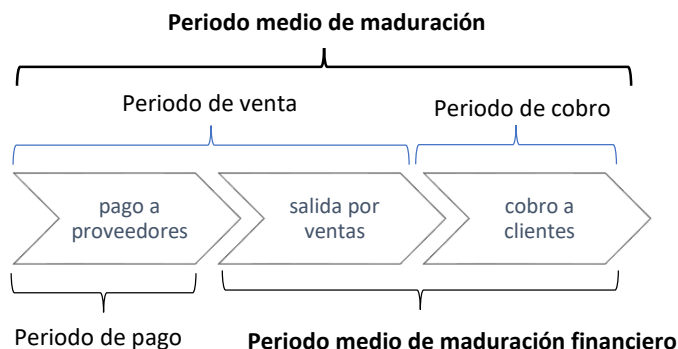 Periodo medio de maduración
Periodo de venta
Periodo de cobro
pago a
proveedores
salida por
ventas
cobro a
clientes
Periodo de pago
Periodo medio de maduración financiero